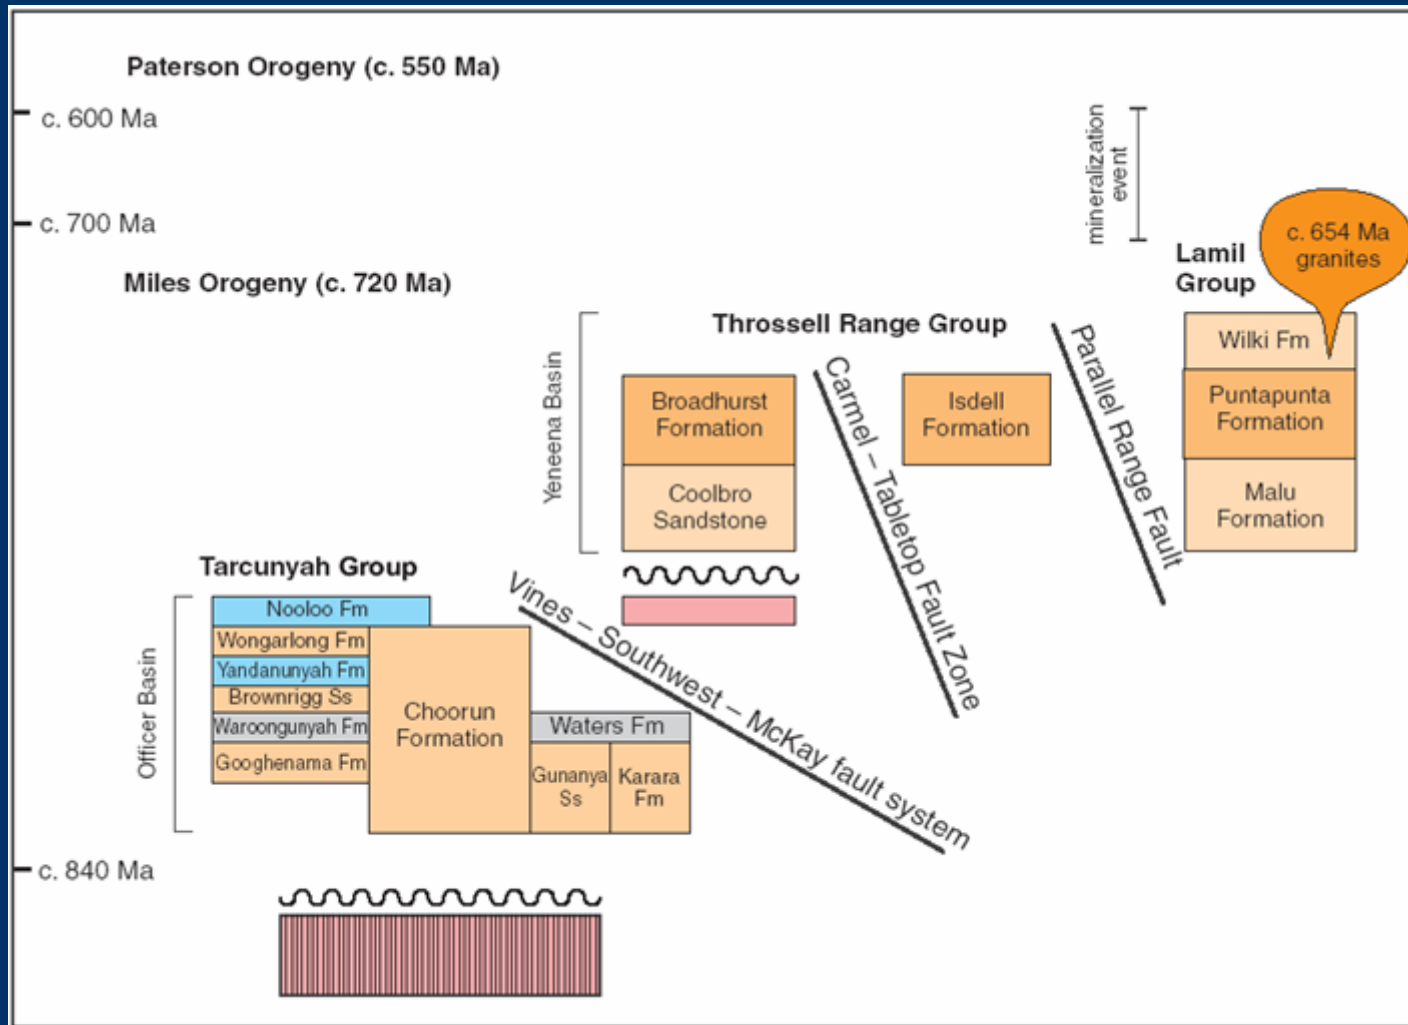 Paterson Orogeny (c. 550 Ma)
c. 600 Ma
mineralization
event
c. 700 Ma
c. 654 Ma
granites
Lamil
Group
Miles Orogeny (c. 720 Ma)
Throssell Range Group
Yeneena Basin
Broadhurst
Formation
Coolbro
Sandstone
Carmel – Tabletop Fault Zone
Isdell
Formation
Parallel Range Fault
Wilki Fm
Puntapunta
Formation
Malu
Formation
Tarcunyah Group
Officer Basin
Nooloo Fm
Wongarlong Fm
Yandanunyah Fm
Brownrigg Ss
Waroongunyah Fm
Googhenama Fm
Choorun
Formation
Waters Fm
Gunanya
Ss
Karara
Fm
Vines – Southwest – McKay fault system
c. 840 Ma